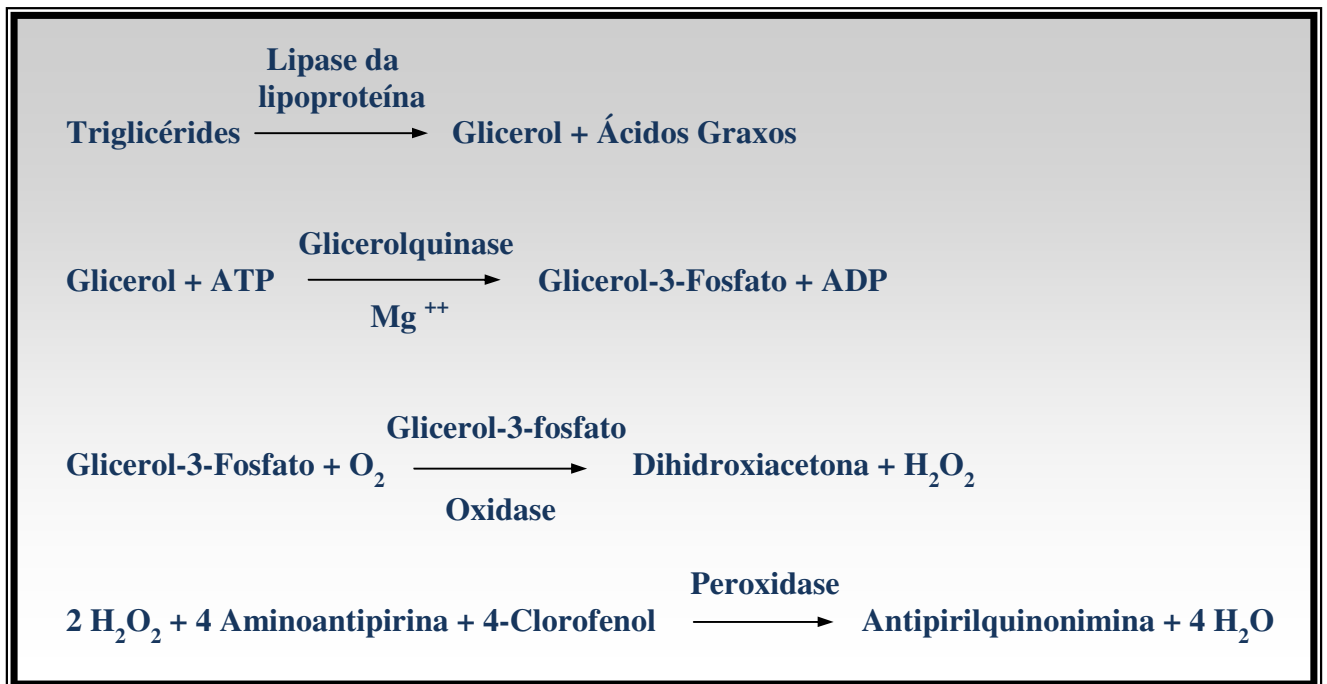 Lipase da
lipoproteína
Triglicérides → Glicerol + Ácidos Graxos
Glicerolquinase
Glicerol + ATP → Glicerol-3-Fosfato + ADP
Mg ++
Glicerol-3-fosfato
Glicerol-3-Fosfato + O2 → Dihidroxiacetona + H2O2
Oxidase
Peroxidase
2 H2O2 + 4 Aminoantipirina + 4-Clorofenol → Antipirilquinonimina + 4 H2O